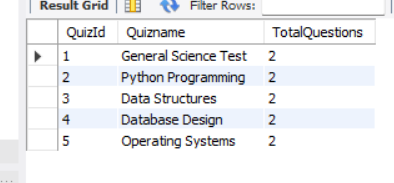 Result Grid Filter Rows:
QuizId Quizname TotalQuestions
1 General Science Test 2
2 Python Programming 2
3 Data Structures 2
4 Database Design 2
5 Operating Systems 2
...